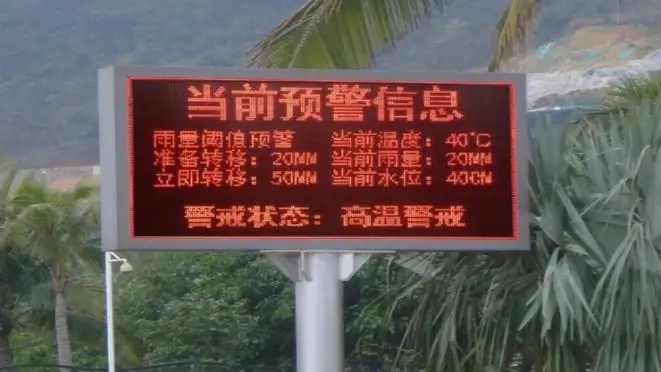 当前预警信息
雨量阈值预警 当前温度：40℃
准备转移：20MM 当前雨量：20MM
立即转移：50MM 当前水位：40CM
警戒状态：高温警戒